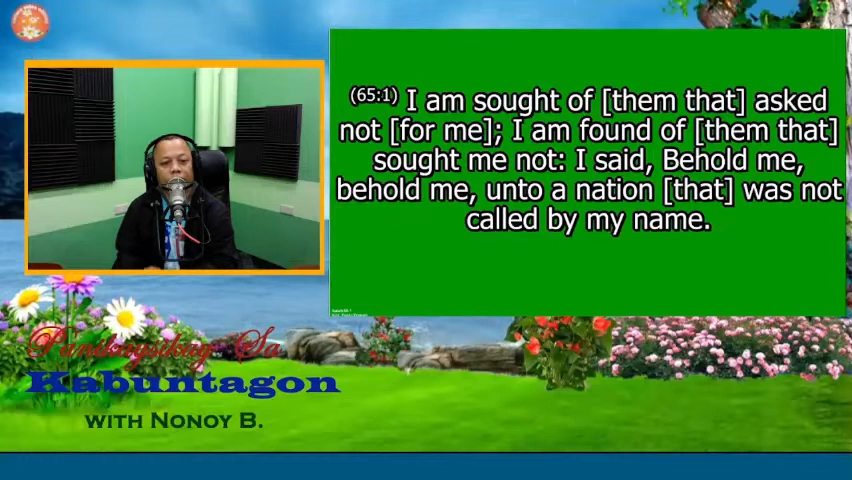 (65:1) I am sought of [them that] asked
not [for me]; I am found of [them that]
sought me not: I said, Behold me,
behold me, unto a nation [that] was not
called by my name.
Panikaysikay Sa
Kabuntagon
WITH NONOY B.